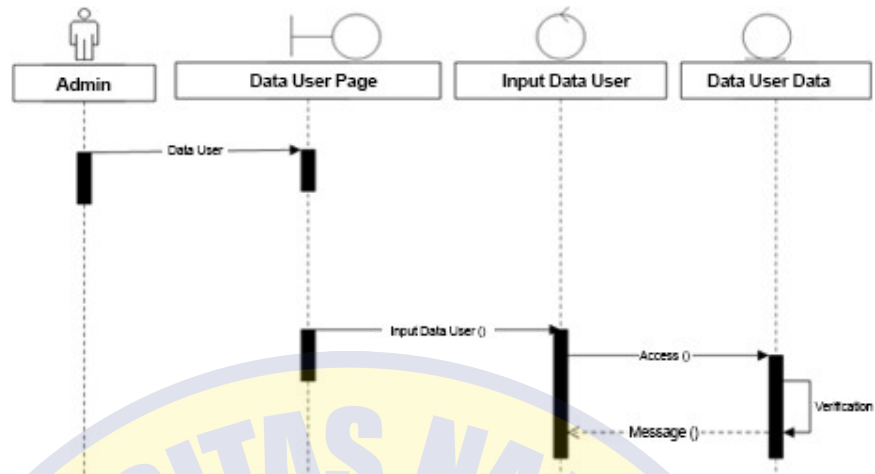 Admin
Data User Page
Input Data User
Data User Data
Data User
Input Data User ()
Access ()
Verification
Message ()